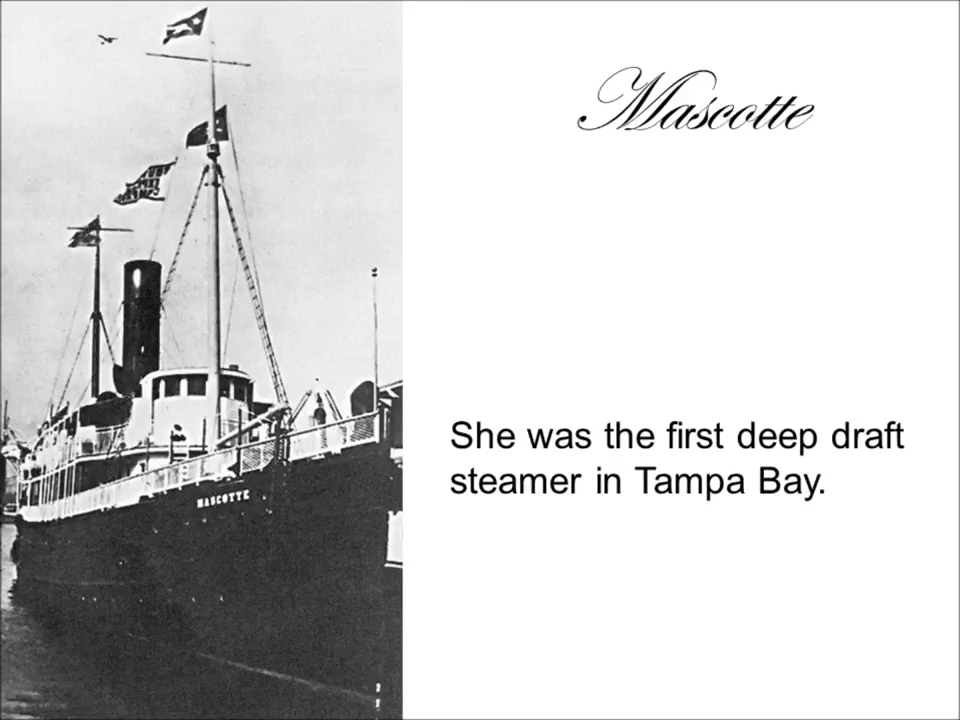 Mascotte
She was the first deep draft
steamer in Tampa Bay.
MASCOTTE